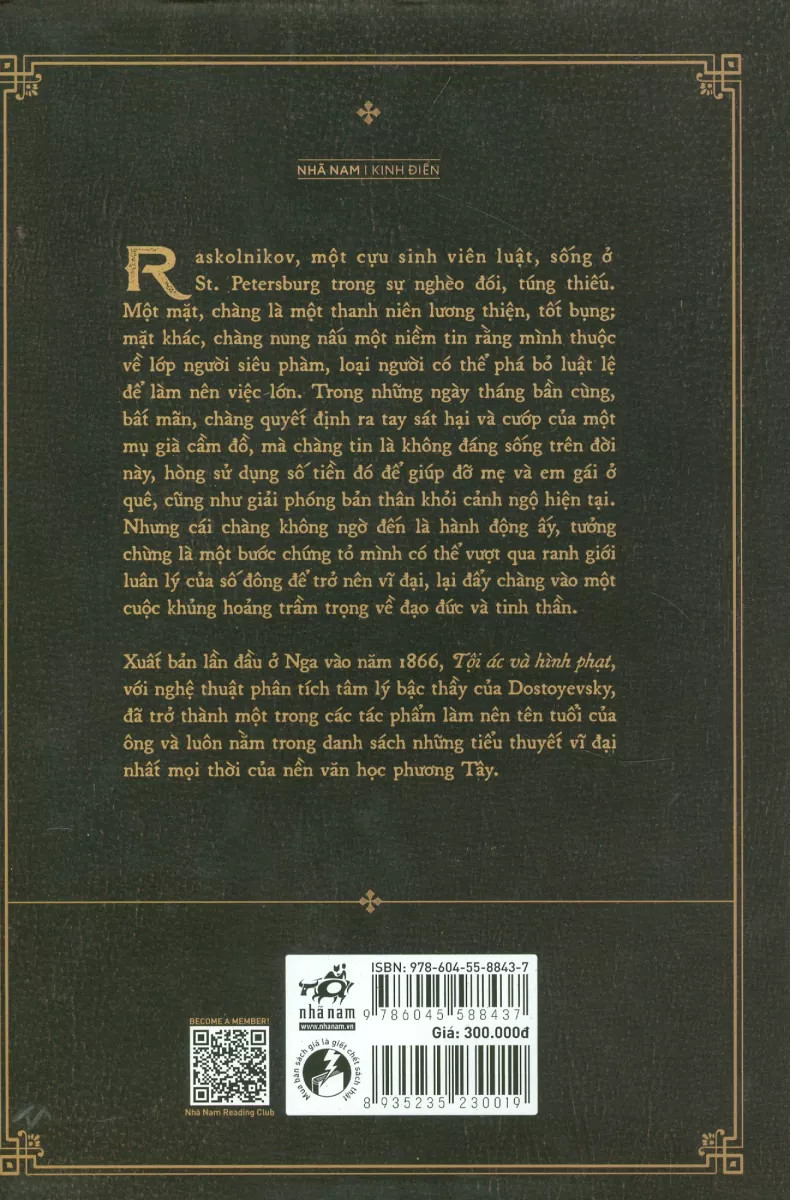 NHÃ NAM | KINH ĐIỂN
Raskolnikov, một cựu sinh viên luật, sống ở
St. Petersburg trong sự nghèo đói, túng thiếu.
Một mặt, chàng là một thanh niên lương thiện, tốt bụng;
mặt khác, chàng nung nấu một niềm tin rằng mình thuộc
về lớp người siêu phàm, loại người có thể phá bỏ luật lệ
để làm nên việc lớn. Trong những ngày tháng bần cùng,
bất mãn, chàng quyết định ra tay sát hại và cướp của một
mụ già cầm đồ, mà chàng tin là không đáng sống trên đời
này, hòng sử dụng số tiền đó để giúp đỡ mẹ và em gái ở
quê, cũng như giải phóng bản thân khỏi cảnh ngộ hiện tại.
Nhưng cái chàng không ngờ đến là hành động ấy, tưởng
chừng là một bước chứng tỏ mình có thể vượt qua ranh giới
luân lý của số đông để trở nên vĩ đại, lại đẩy chàng vào một
cuộc khủng hoảng trầm trọng về đạo đức và tinh thần.
Xuất bản lần đầu ở Nga vào năm 1866, Tội ác và hình phạt,
với nghệ thuật phân tích tâm lý bậc thầy của Dostoyevsky,
đã trở thành một trong các tác phẩm làm nên tên tuổi của
ông và luôn nằm trong danh sách những tiểu thuyết vĩ đại
nhất mọi thời của nền văn học phương Tây.
BECOME A MEMBER!
Nhã Nam Reading Club
nhã nam
www.nhanam.vn
Mua bán sách giả là giết chết sách thật
ISBN: 978-604-55-8843-7
9 786045 588437
Giá: 300.000đ
8 935235 230019